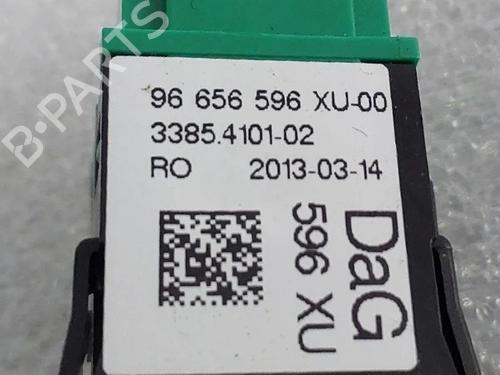 96 656 596 XU-00
3385.4101-02
RO 2013-03-14
DaG
596 XU
B-PARTS